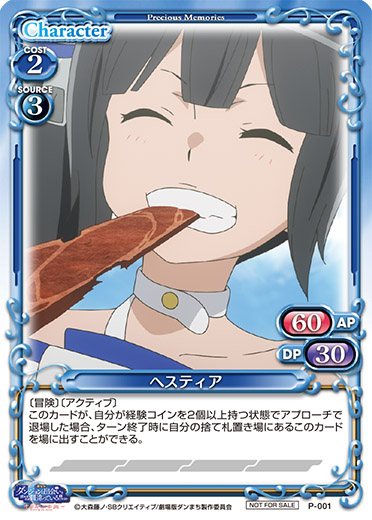 Precious Memories
Character
COST
2
SOURCE
3
60 AP
DP 30
ヘスティア
〔冒険〕〔アクティブ〕
このカードが、自分が経験コインを2個以上持つ状態でアプローチで
退場した場合、ターン終了時に自分の捨て札置き場にあるこのカード
を場に出すことができる。
©大森藤ノ・SBクリエイティブ/劇場版ダンまち製作委員会
NOT FOR SALE
P-001